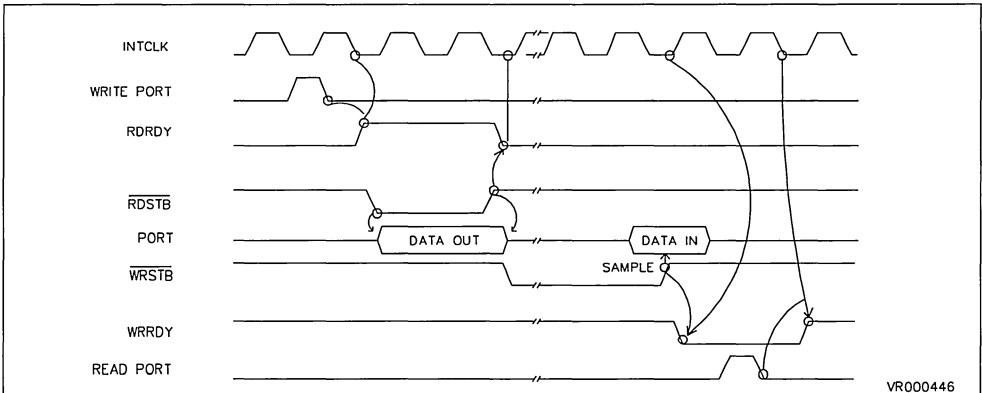 INTCLK
WRITE PORT
RDRDY
RDSTB
PORT DATA OUT DATA IN
WRSTB SAMPLE
WRRDY
READ PORT
VR000446